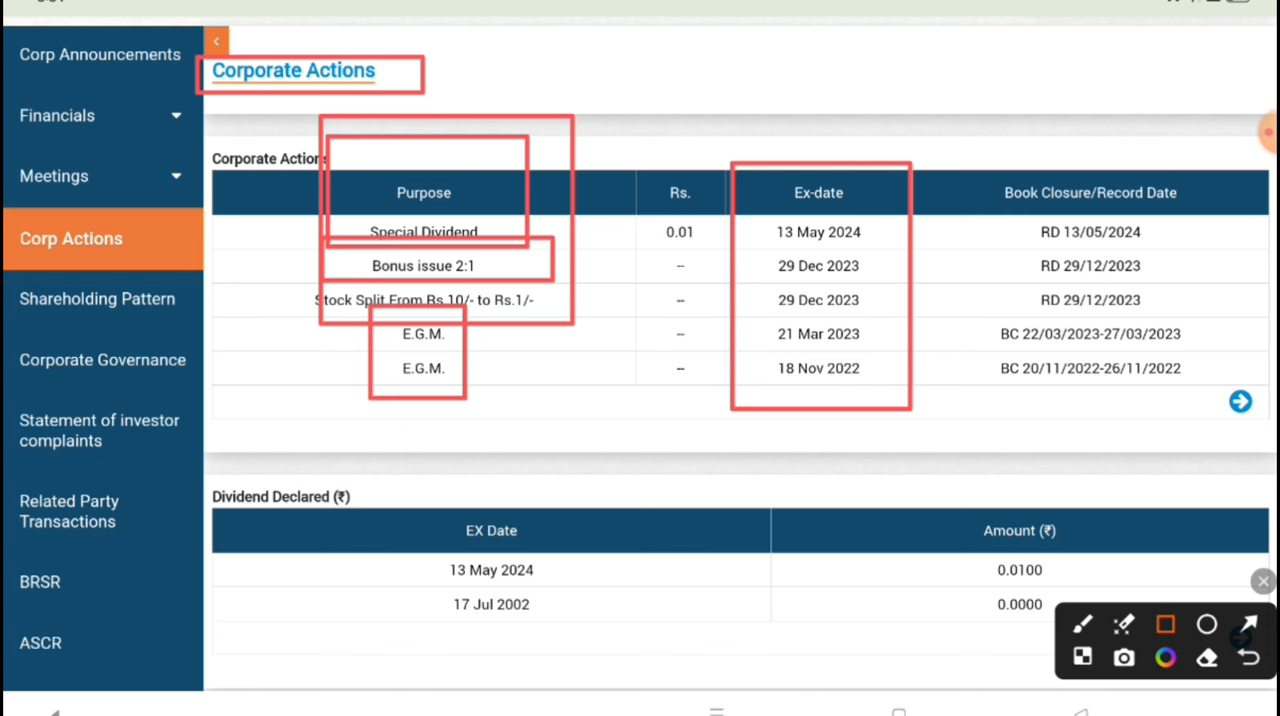 Corp Announcements
Financials
Meetings
Corp Actions
Shareholding Pattern
Corporate Governance
Statement of investor
complaints
Related Party
Transactions
BRSR
ASCR
Corporate Actions
Corporate Actions
Purpose Rs. Ex-date Book Closure/Record Date
Special Dividend 0.01 13 May 2024 RD 13/05/2024
Bonus issue 2:1 -- 29 Dec 2023 RD 29/12/2023
Stock Split From Rs.10/- to Rs.1/- -- 29 Dec 2023 RD 29/12/2023
E.G.M. -- 21 Mar 2023 BC 22/03/2023-27/03/2023
E.G.M. -- 18 Nov 2022 BC 20/11/2022-26/11/2022
Dividend Declared (₹)
EX Date Amount (₹)
13 May 2024 0.0100
17 Jul 2002 0.0000